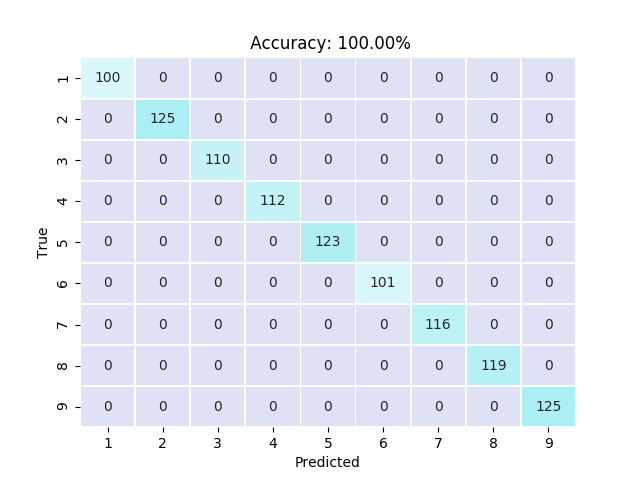 Accuracy: 100.00%
1 100 0 0 0 0 0 0 0 0
2 0 125 0 0 0 0 0 0 0
3 0 0 110 0 0 0 0 0 0
4 0 0 0 112 0 0 0 0 0
5 0 0 0 0 123 0 0 0 0
6 0 0 0 0 0 101 0 0 0
7 0 0 0 0 0 0 116 0 0
8 0 0 0 0 0 0 0 119 0
9 0 0 0 0 0 0 0 0 125
True
1 2 3 4 5 6 7 8 9
Predicted